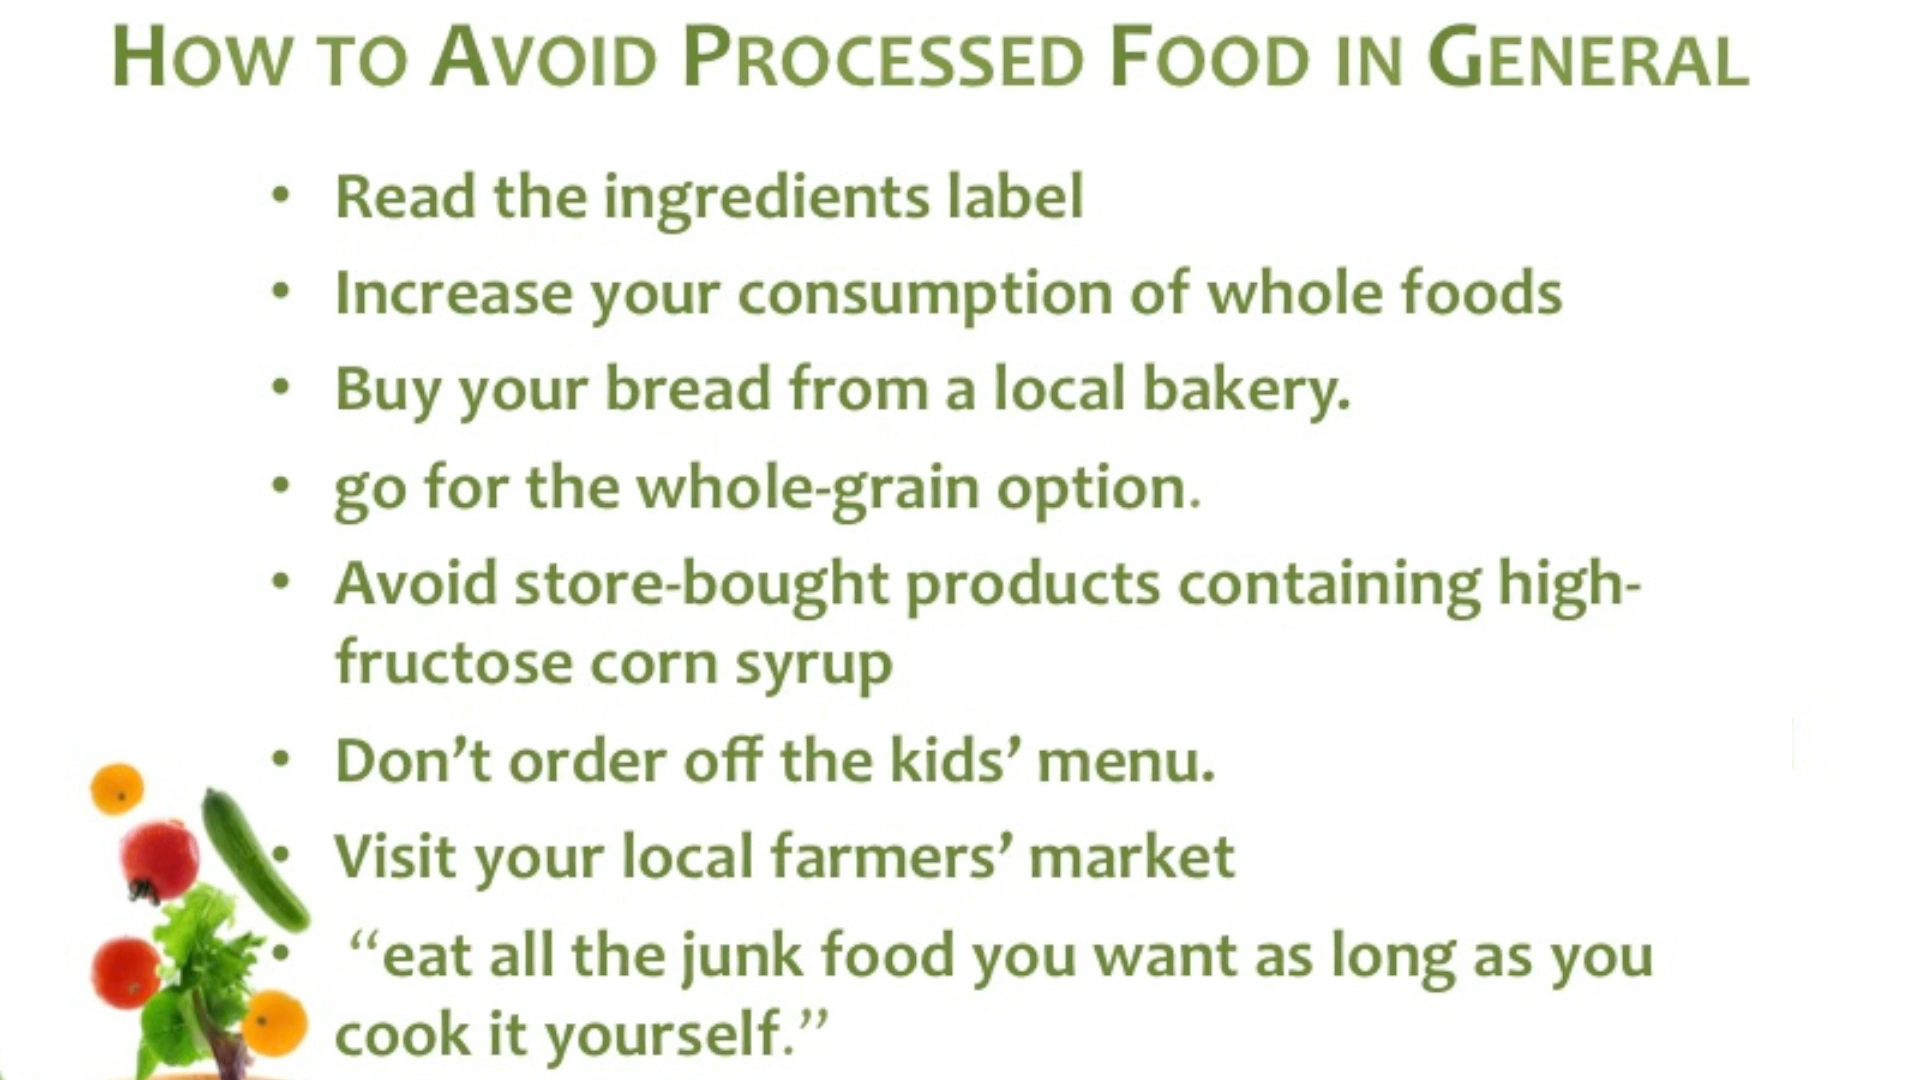 How to Avoid Processed Food in General
• Read the ingredients label
• Increase your consumption of whole foods
• Buy your bread from a local bakery.
• go for the whole-grain option.
• Avoid store-bought products containing high-
fructose corn syrup
• Don’t order off the kids’ menu.
• Visit your local farmers’ market
• “eat all the junk food you want as long as you
cook it yourself.”